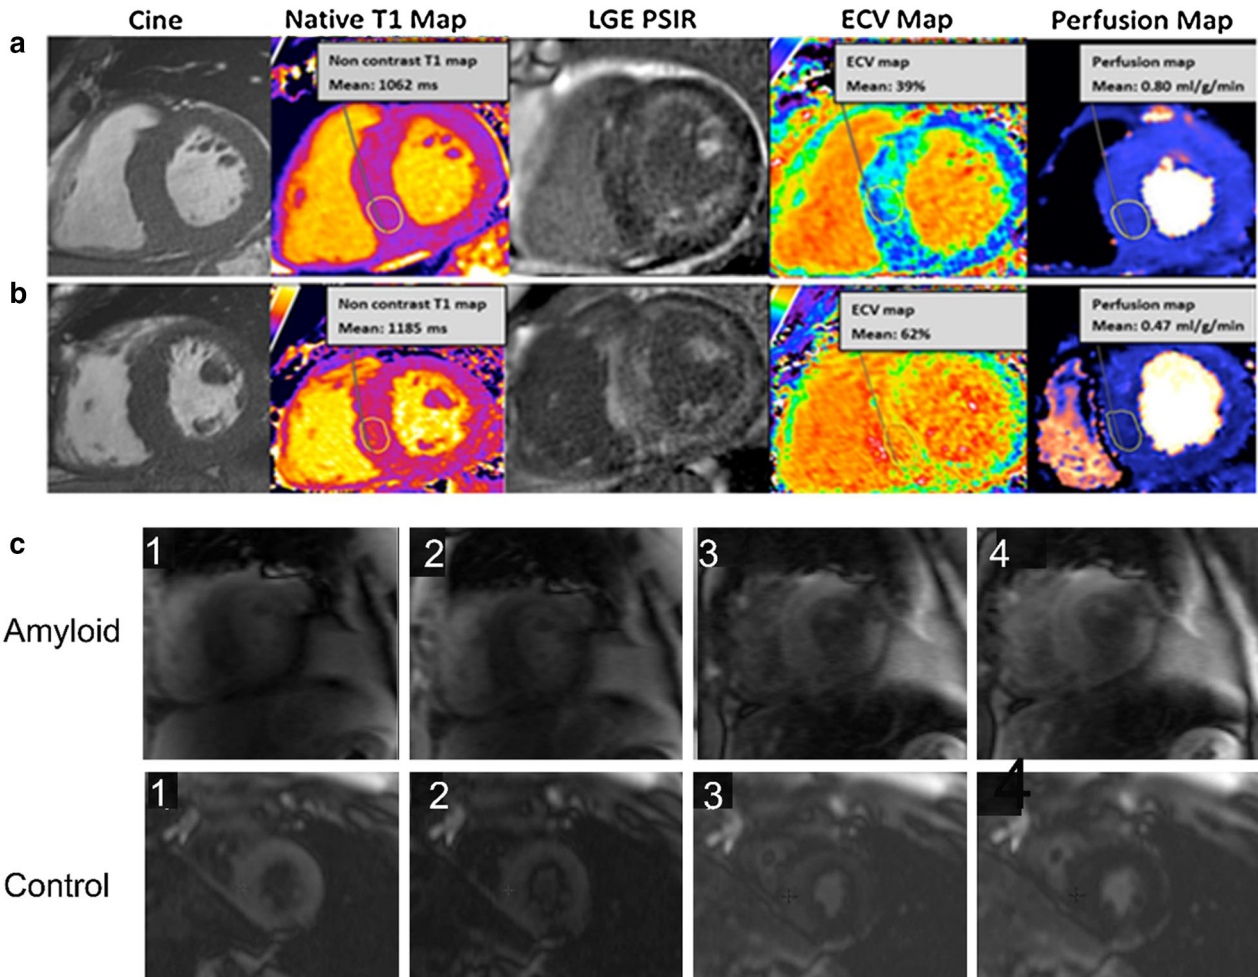 Cine Native T1 Map LGE PSIR ECV Map Perfusion Map
a
Non contrast T1 map
Mean: 1062 ms
ECV map
Mean: 39%
Perfusion map
Mean: 0.80 ml/g/min
b
Non contrast T1 map
Mean: 1185 ms
ECV map
Mean: 62%
Perfusion map
Mean: 0.47 ml/g/min
c
1 2 3 4
Amyloid
1 2 3 4
Control